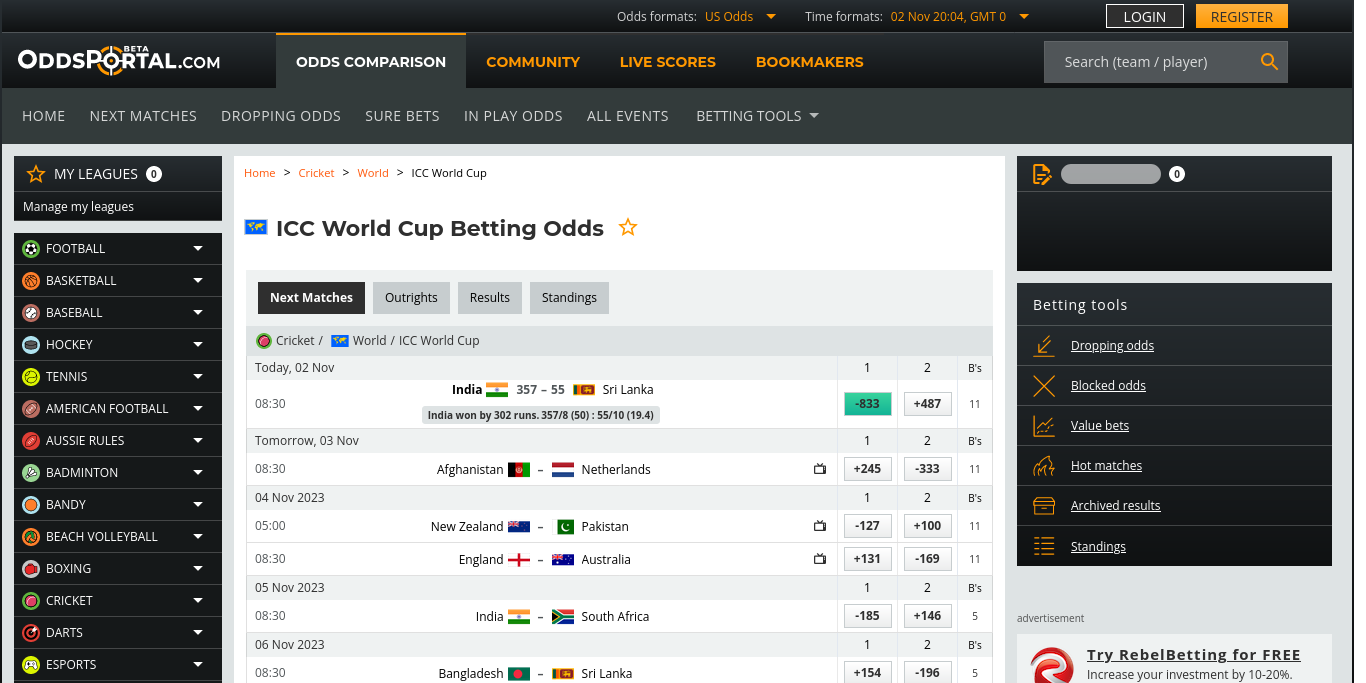 Odds formats: US Odds Time formats: 02 Nov 20:04, GMT 0 LOGIN REGISTER
BETA
ODDSPORTAL.COM ODDS COMPARISON COMMUNITY LIVE SCORES BOOKMAKERS Search (team / player)
HOME NEXT MATCHES DROPPING ODDS SURE BETS IN PLAY ODDS ALL EVENTS BETTING TOOLS
MY LEAGUES 0
Manage my leagues
FOOTBALL
BASKETBALL
BASEBALL
HOCKEY
TENNIS
AMERICAN FOOTBALL
AUSSIE RULES
BADMINTON
BANDY
BEACH VOLLEYBALL
BOXING
CRICKET
DARTS
ESPORTS
Home > Cricket > World > ICC World Cup
ICC World Cup Betting Odds
Next Matches Outrights Results Standings
Cricket / World / ICC World Cup
Today, 02 Nov 1 2 B's
India 357 – 55 Sri Lanka
08:30 -833 +487 11
India won by 302 runs. 357/8 (50) : 55/10 (19.4)
Tomorrow, 03 Nov 1 2 B's
08:30 Afghanistan – Netherlands +245 -333 11
04 Nov 2023 1 2 B's
05:00 New Zealand – Pakistan -127 +100 11
08:30 England – Australia +131 -169 11
05 Nov 2023 1 2 B's
08:30 India – South Africa -185 +146 5
06 Nov 2023 1 2 B's
08:30 Bangladesh – Sri Lanka +154 -196 5
0
Betting tools
Dropping odds
Blocked odds
Value bets
Hot matches
Archived results
Standings
advertisement
Try RebelBetting for FREE
Increase your investment by 10-20%.